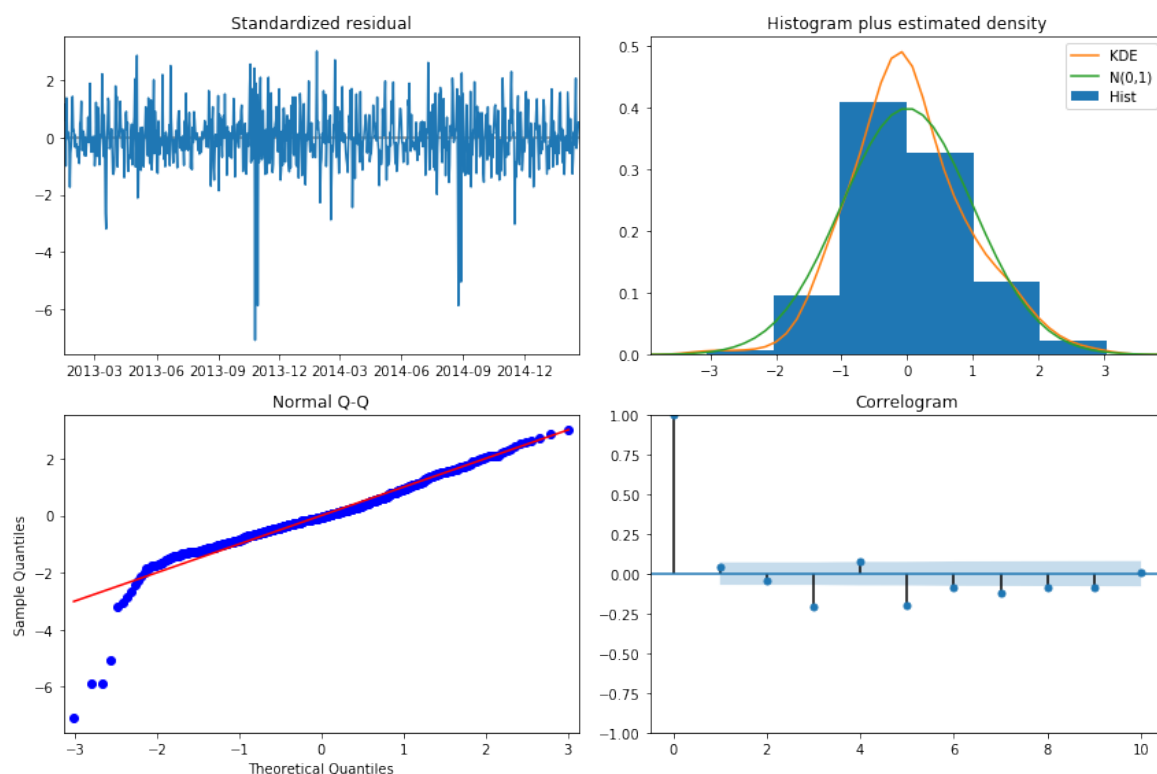 Standardized residual
2
0
−2
−4
−6
2013-03 2013-06 2013-09 2013-12 2014-03 2014-06 2014-09 2014-12
Histogram plus estimated density
0.5
0.4
0.3
0.2
0.1
0.0
KDE
N(0,1)
Hist
−3 −2 −1 0 1 2 3
Normal Q-Q
Sample Quantiles
2
0
−2
−4
−6
−3 −2 −1 0 1 2 3
Theoretical Quantiles
Correlogram
1.00
0.75
0.50
0.25
0.00
−0.25
−0.50
−0.75
−1.00
0 2 4 6 8 10